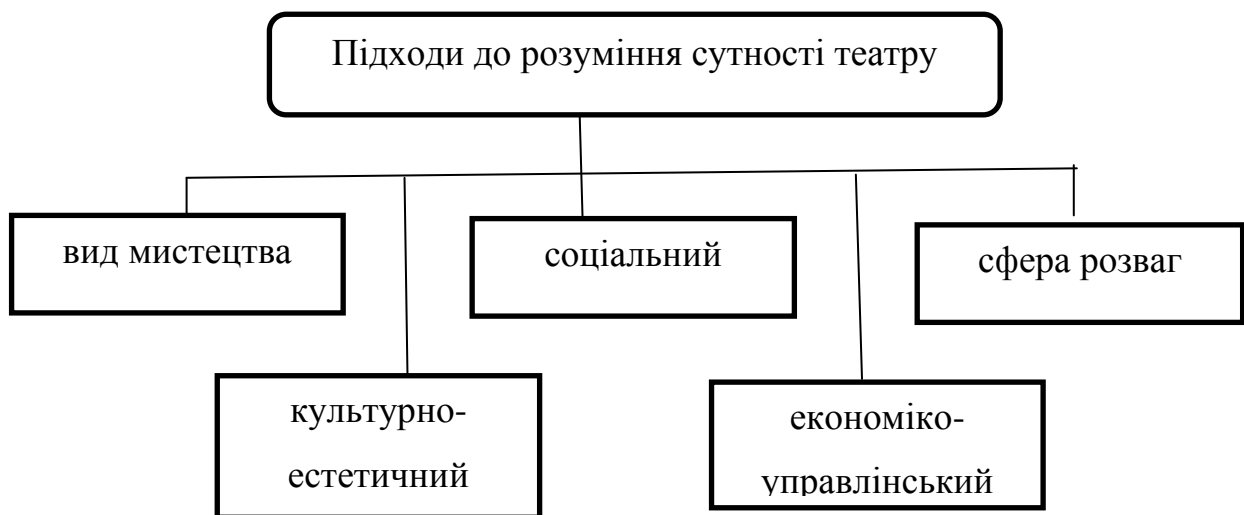 Підходи до розуміння сутності театру
вид мистецтва
соціальний
сфера розваг
культурно-
естетичний
економіко-
управлінський